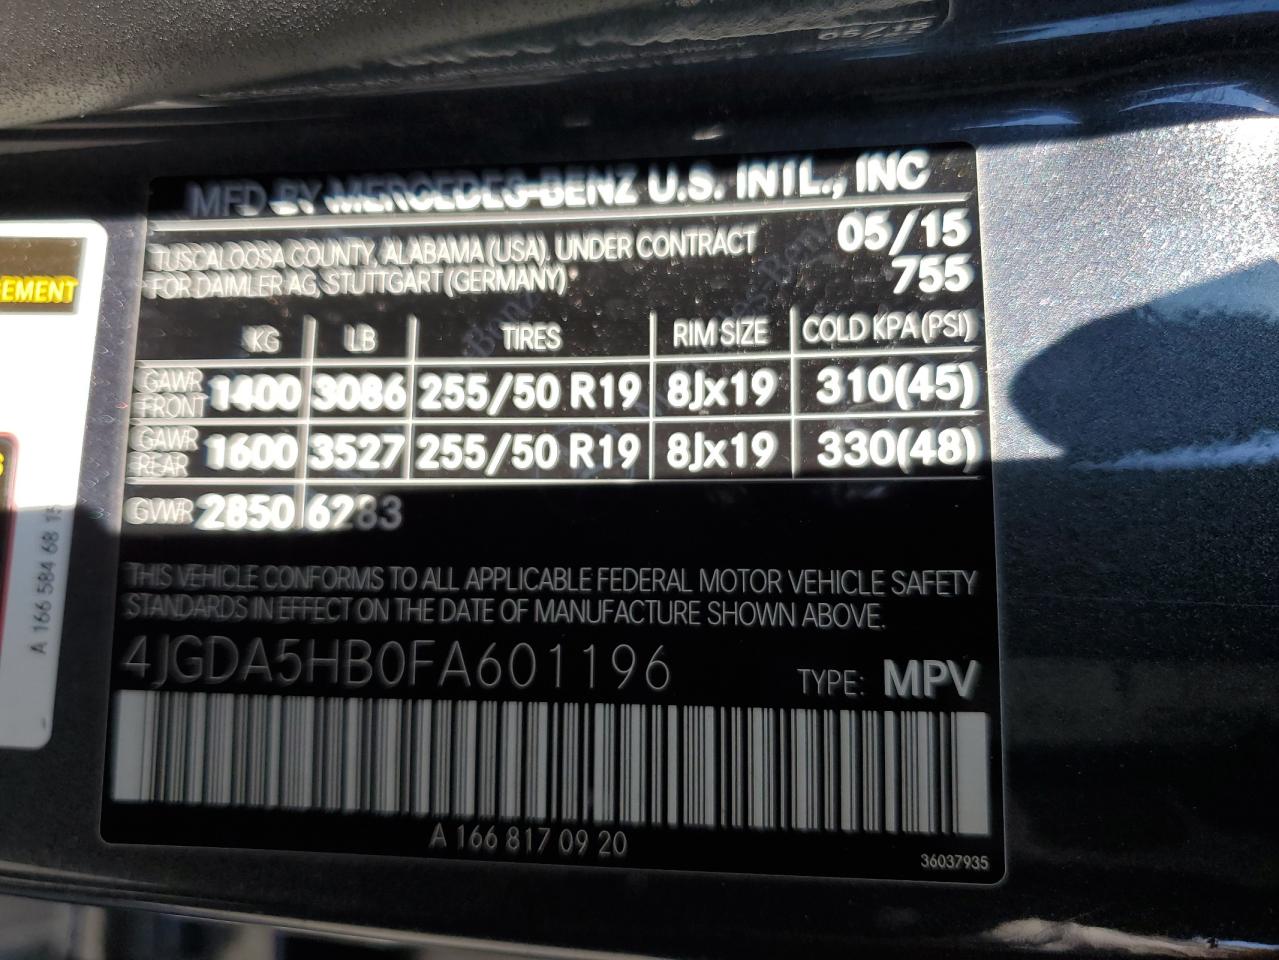 05/15
MFD BY MERCEDES-BENZ U.S. INTL., INC
TUSCALOOSA COUNTY, ALABAMA (USA). UNDER CONTRACT 05/15
FOR DAIMLER AG, STUTTGART (GERMANY) 755
KG LB TIRES RIM SIZE COLD KPA (PSI)
GAWR FRONT 1400 3086 255/50 R19 8Jx19 310(45)
GAWR REAR 1600 3527 255/50 R19 8Jx19 330(48)
GVWR 2850 6283
THIS VEHICLE CONFORMS TO ALL APPLICABLE FEDERAL MOTOR VEHICLE SAFETY
STANDARDS IN EFFECT ON THE DATE OF MANUFACTURE SHOWN ABOVE.
4JGDA5HB0FA601196 TYPE: MPV
A 166 817 09 20
36037935
A 166 584 68 15